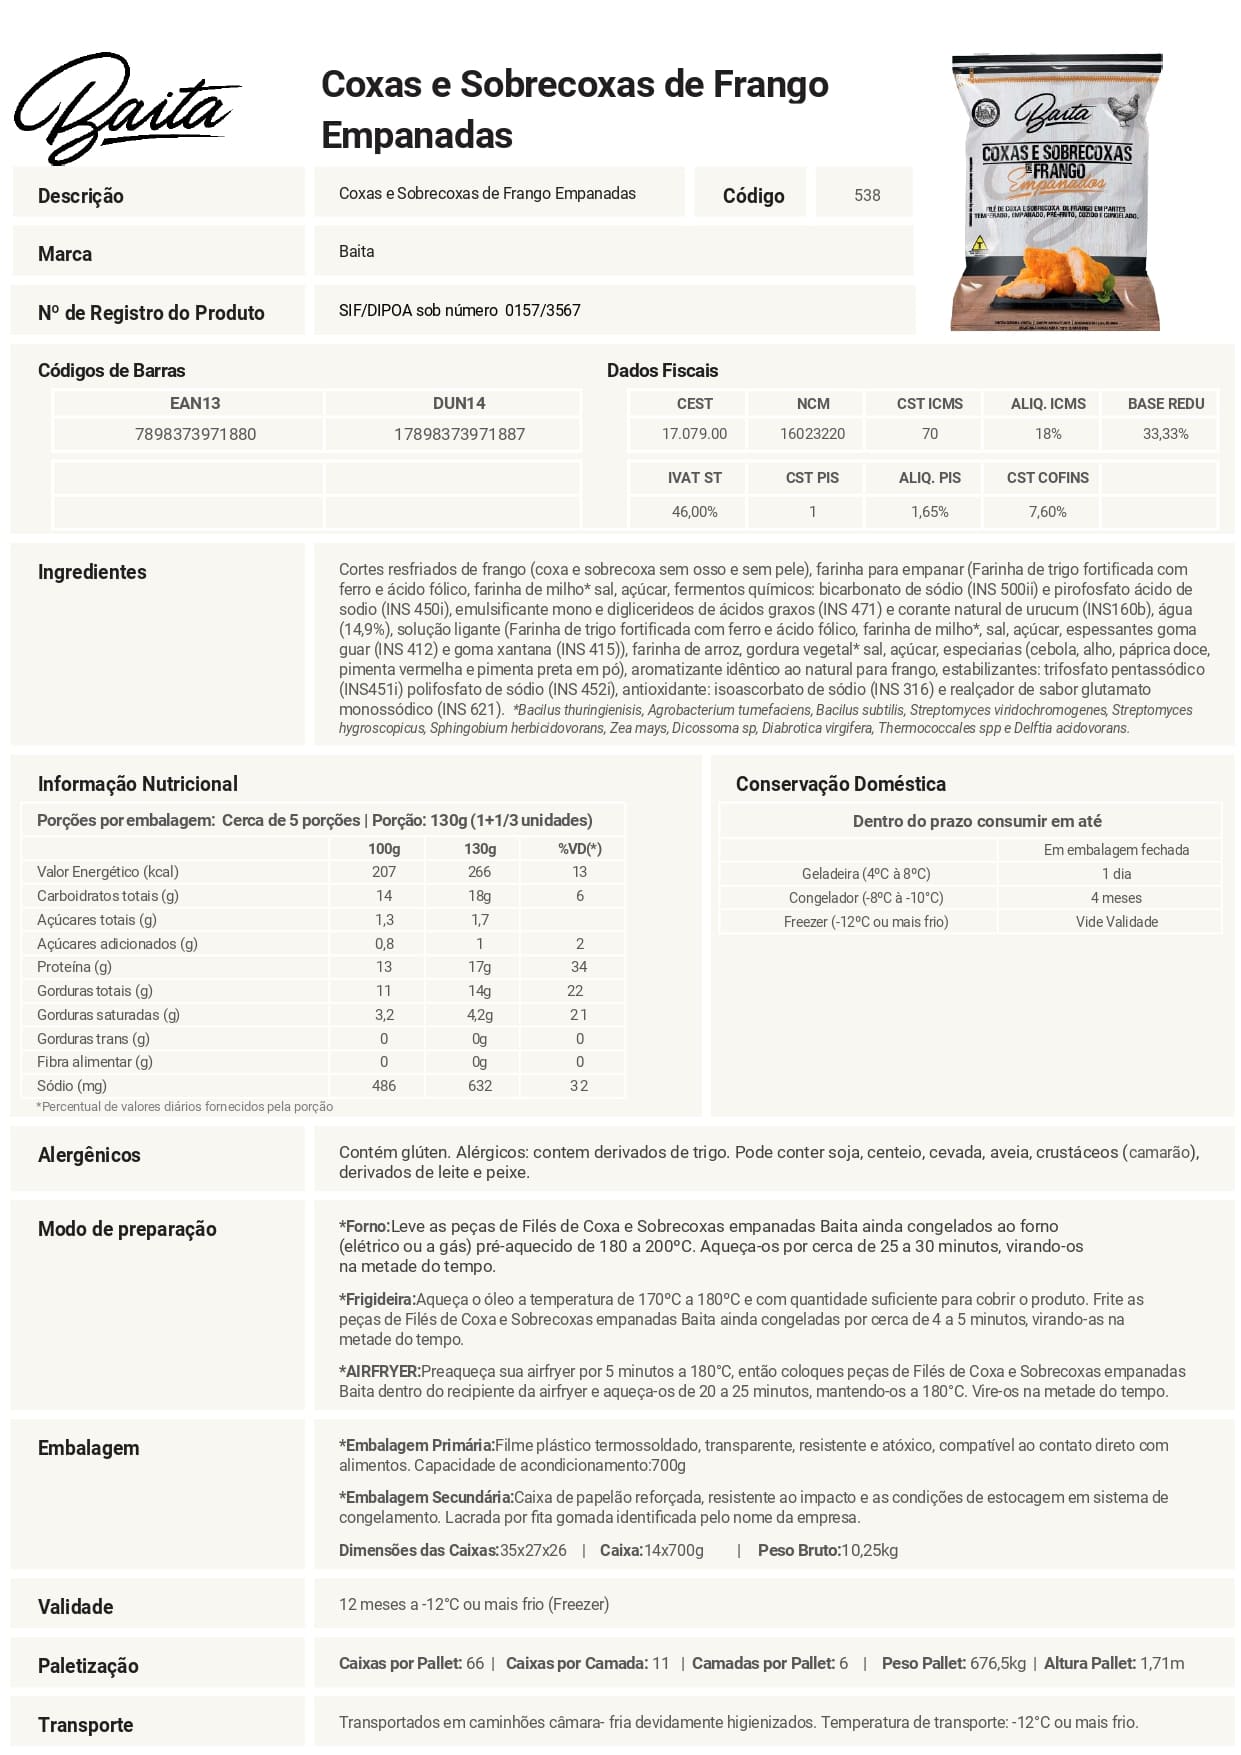 Baita
Coxas e Sobrecoxas de Frango
Empanadas
Baita
COXAS E SOBRECOXAS
DE FRANGO
Empanadas
FILÉ DE COXA E SOBRECOXA DE FRANGO EM PARTES
TEMPERADO, EMPANADO, PRÉ-FRITO, COZIDO E CONGELADO.
T
Descrição
Coxas e Sobrecoxas de Frango Empanadas
Código
538
Marca
Baita
Nº de Registro do Produto
SIF/DIPOA sob número 0157/3567
Códigos de Barras
EAN13 DUN14
7898373971880 17898373971887
Dados Fiscais
CEST NCM CST ICMS ALIQ. ICMS BASE REDU
17.079.00 16023220 70 18% 33,33%
IVAT ST CST PIS ALIQ. PIS CST COFINS
46,00% 1 1,65% 7,60%
Ingredientes
Cortes resfriados de frango (coxa e sobrecoxa sem osso e sem pele), farinha para empanar (Farinha de trigo fortificada com
ferro e ácido fólico, farinha de milho* sal, açúcar, fermentos químicos: bicarbonato de sódio (INS 500ii) e pirofosfato ácido de
sodio (INS 450i), emulsificante mono e diglicerideos de ácidos graxos (INS 471) e corante natural de urucum (INS160b), água
(14,9%), solução ligante (Farinha de trigo fortificada com ferro e ácido fólico, farinha de milho*, sal, açúcar, espessantes goma
guar (INS 412) e goma xantana (INS 415)), farinha de arroz, gordura vegetal* sal, açúcar, especiarias (cebola, alho, páprica doce,
pimenta vermelha e pimenta preta em pó), aromatizante idêntico ao natural para frango, estabilizantes: trifosfato pentassódico
(INS451i) polifosfato de sódio (INS 452i), antioxidante: isoascorbato de sódio (INS 316) e realçador de sabor glutamato
monossódico (INS 621). *Bacilus thuringienisis, Agrobacterium tumefaciens, Bacilus subtilis, Streptomyces viridochromogenes, Streptomyces
hygroscopicus, Sphingobium herbicidovorans, Zea mays, Dicossoma sp, Diabrotica virgifera, Thermococcales spp e Delftia acidovorans.
Informação Nutricional
Porções por embalagem: Cerca de 5 porções | Porção: 130g (1+1/3 unidades)
100g 130g %VD(*)
Valor Energético (kcal) 207 266 13
Carboidratos totais (g) 14 18g 6
Açúcares totais (g) 1,3 1,7
Açúcares adicionados (g) 0,8 1 2
Proteína (g) 13 17g 34
Gorduras totais (g) 11 14g 22
Gorduras saturadas (g) 3,2 4,2g 21
Gorduras trans (g) 0 0g 0
Fibra alimentar (g) 0 0g 0
Sódio (mg) 486 632 32
*Percentual de valores diários fornecidos pela porção
Conservação Doméstica
Dentro do prazo consumir em até
Em embalagem fechada
Geladeira (4ºC à 8ºC) 1 dia
Congelador (-8ºC à -10°C) 4 meses
Freezer (-12ºC ou mais frio) Vide Validade
Alergênicos
Contém glúten. Alérgicos: contem derivados de trigo. Pode conter soja, centeio, cevada, aveia, crustáceos (camarão),
derivados de leite e peixe.
Modo de preparação
*Forno:Leve as peças de Filés de Coxa e Sobrecoxas empanadas Baita ainda congelados ao forno
(elétrico ou a gás) pré-aquecido de 180 a 200ºC. Aqueça-os por cerca de 25 a 30 minutos, virando-os
na metade do tempo.
*Frigideira:Aqueça o óleo a temperatura de 170ºC a 180ºC e com quantidade suficiente para cobrir o produto. Frite as
peças de Filés de Coxa e Sobrecoxas empanadas Baita ainda congeladas por cerca de 4 a 5 minutos, virando-as na
metade do tempo.
*AIRFRYER:Preaqueça sua airfryer por 5 minutos a 180°C, então coloques peças de Filés de Coxa e Sobrecoxas empanadas
Baita dentro do recipiente da airfryer e aqueça-os de 20 a 25 minutos, mantendo-os a 180°C. Vire-os na metade do tempo.
Embalagem
*Embalagem Primária:Filme plástico termossoldado, transparente, resistente e atóxico, compatível ao contato direto com
alimentos. Capacidade de acondicionamento:700g
*Embalagem Secundária:Caixa de papelão reforçada, resistente ao impacto e as condições de estocagem em sistema de
congelamento. Lacrada por fita gomada identificada pelo nome da empresa.
Dimensões das Caixas:35x27x26 | Caixa:14x700g | Peso Bruto:10,25kg
Validade
12 meses a -12°C ou mais frio (Freezer)
Paletização
Caixas por Pallet: 66 | Caixas por Camada: 11 | Camadas por Pallet: 6 | Peso Pallet: 676,5kg | Altura Pallet: 1,71m
Transporte
Transportados em caminhões câmara- fria devidamente higienizados. Temperatura de transporte: -12°C ou mais frio.